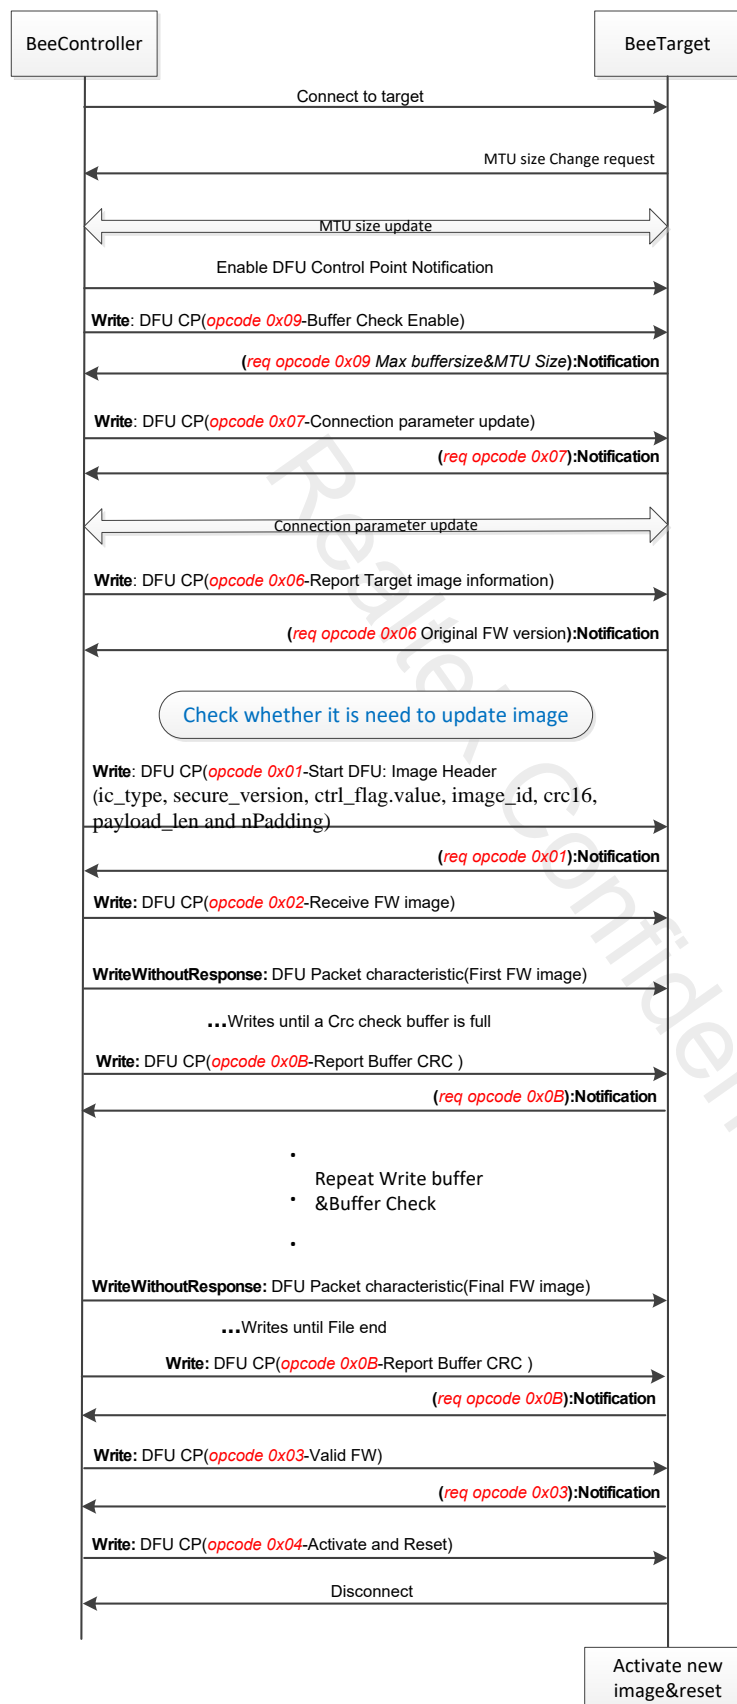 BeeController
BeeTarget
Connect to target
MTU size Change request
MTU size update
Enable DFU Control Point Notification
Write: DFU CP(opcode 0x09-Buffer Check Enable)
(req opcode 0x09 Max buffersize&MTU Size):Notification
Write: DFU CP(opcode 0x07-Connection parameter update)
(req opcode 0x07):Notification
Connection parameter update
Write: DFU CP(opcode 0x06-Report Target image information)
(req opcode 0x06 Original FW version):Notification
Check whether it is need to update image
Write: DFU CP(opcode 0x01-Start DFU: Image Header
(ic_type, secure_version, ctrl_flag.value, image_id, crc16,
payload_len and nPadding)
(req opcode 0x01):Notification
Write: DFU CP(opcode 0x02-Receive FW image)
WriteWithoutResponse: DFU Packet characteristic(First FW image)
...Writes until a Crc check buffer is full
Write: DFU CP(opcode 0x0B-Report Buffer CRC )
(req opcode 0x0B):Notification
Repeat Write buffer
&Buffer Check
WriteWithoutResponse: DFU Packet characteristic(Final FW image)
...Writes until File end
Write: DFU CP(opcode 0x0B-Report Buffer CRC )
(req opcode 0x0B):Notification
Write: DFU CP(opcode 0x03-Valid FW)
(req opcode 0x03):Notification
Write: DFU CP(opcode 0x04-Activate and Reset)
Disconnect
Activate new
image&reset
Realtek Confiden